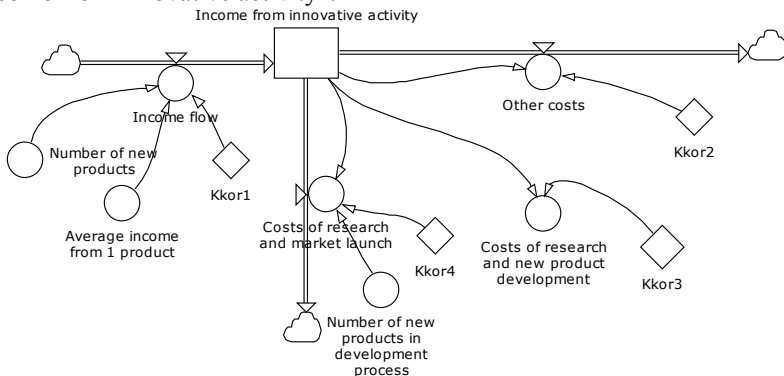 Income from innovative activity
Income flow
Other costs
Number of new
products
Kkor1
Kkor2
Average income
from 1 product
Costs of research
and market launch
Kkor4
Costs of research
and new product
development
Kkor3
Number of new
products in
development
process